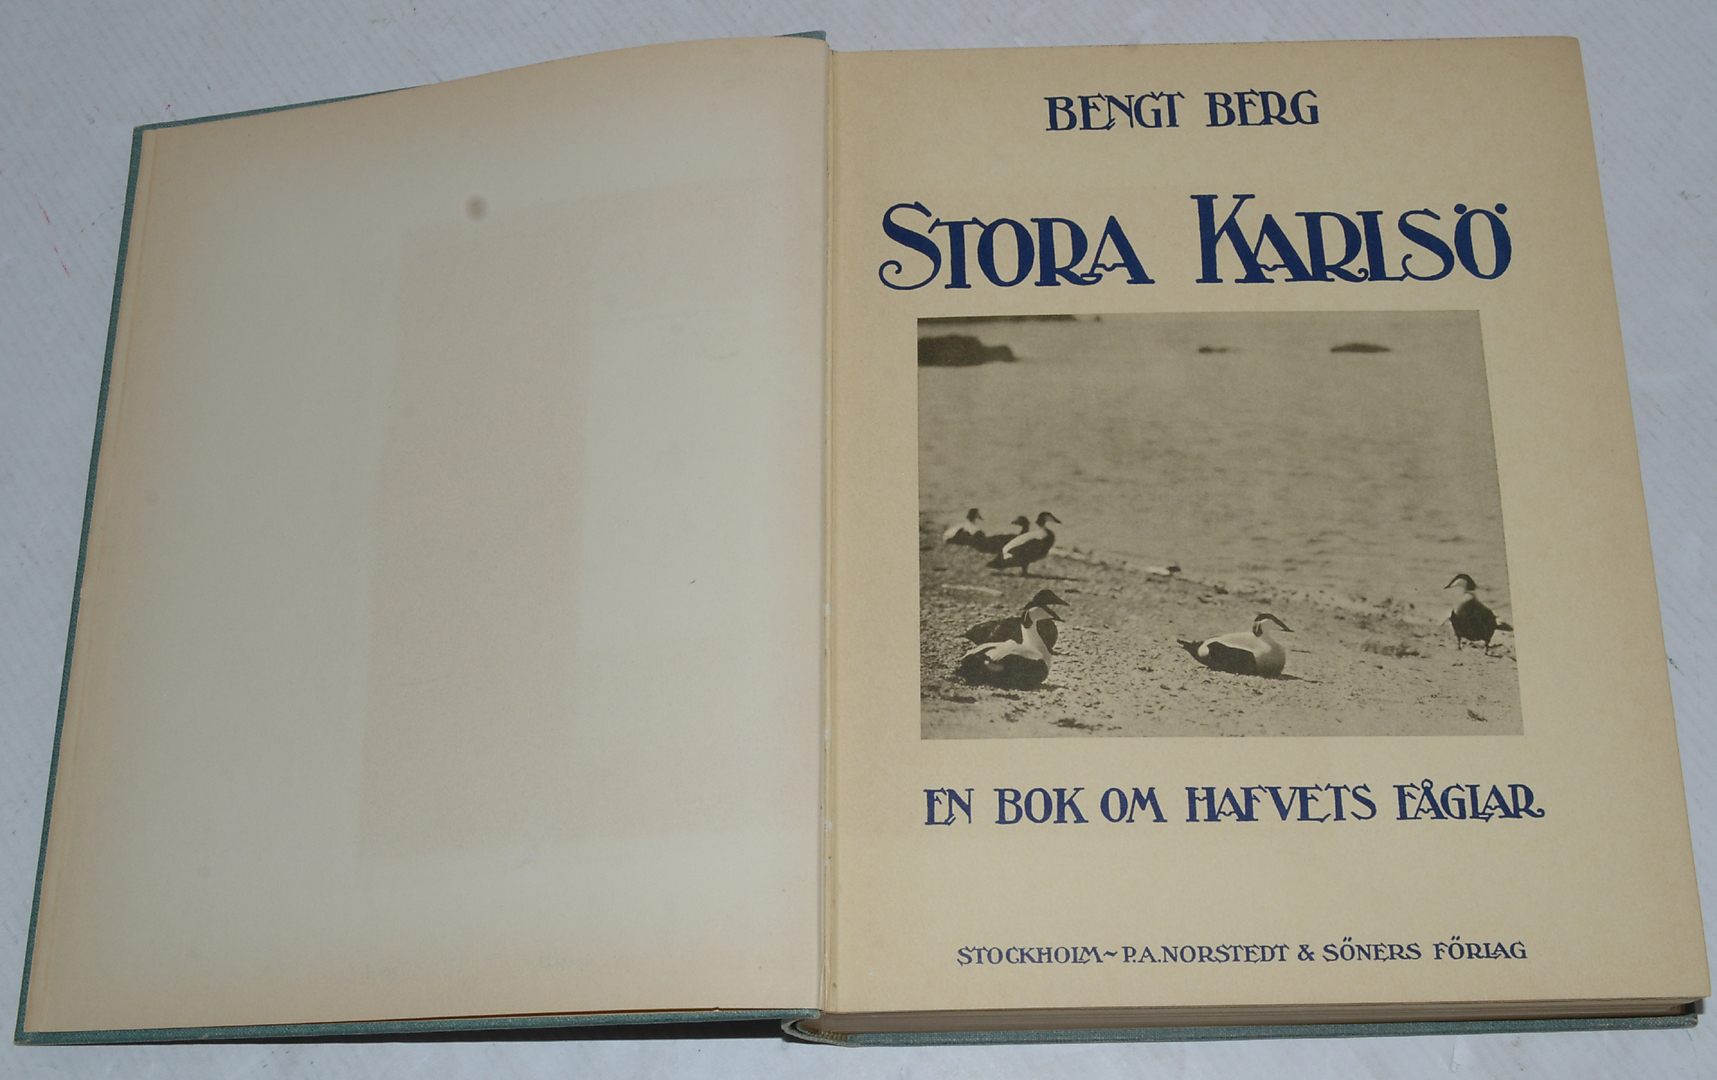 BENGT BERG
STORA KARLSÖ
EN BOK OM HAFVETS FÅGLAR
STOCKHOLM ~ P.A. NORSTEDT & SÖNERS FÖRLAG